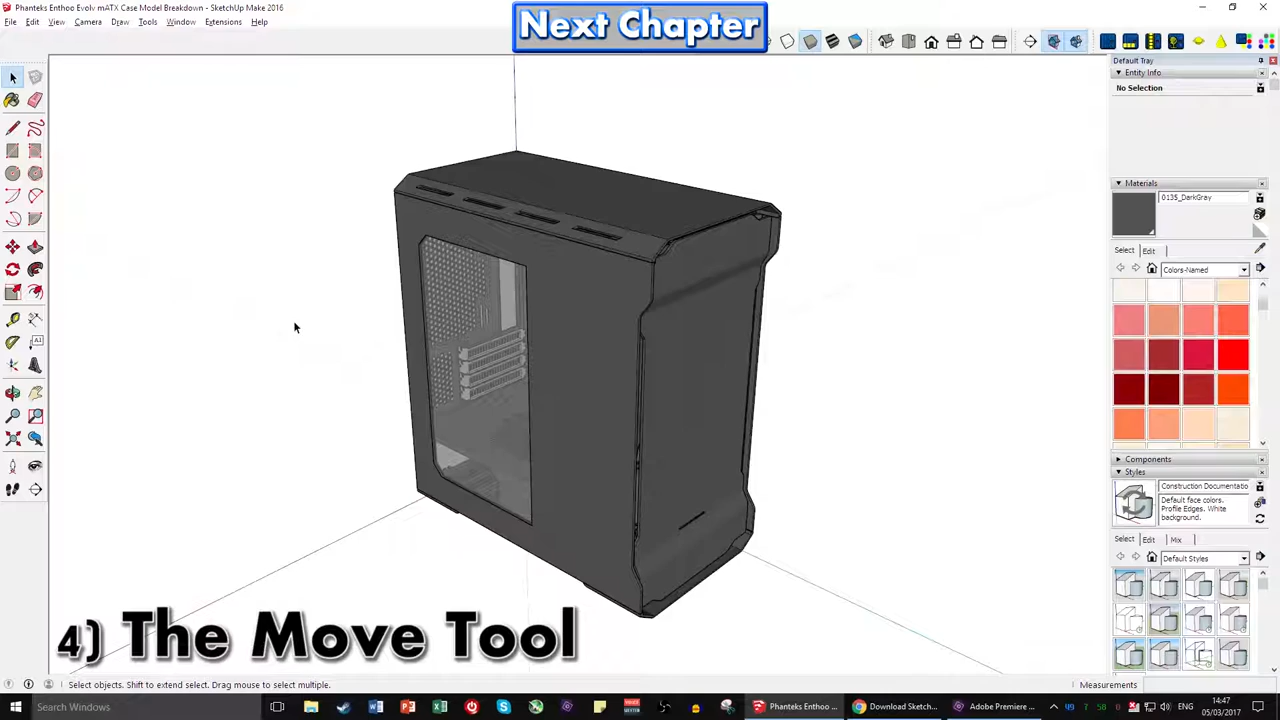 Phanteks Enthoo Evolv mATX Case Model Breakdown - SketchUp Make 2016
File Edit View Camera Draw Tools Window Extensions Help
Next Chapter
Default Tray
Entity Info
No Selection
Materials
0135_DarkGray
Select Edit
Colors-Named
Components
Styles
Construction Documentatio
Default face colors.
Profile Edges. White
background.
Select Edit Mix
Default Styles
4) The Move Tool
Select objects. Shift to extend select. Drag mouse to select multiple.
Measurements
Search Windows
Phanteks Enthoo ...
Download Sketch...
Adobe Premiere ...
14:47
05/03/2017